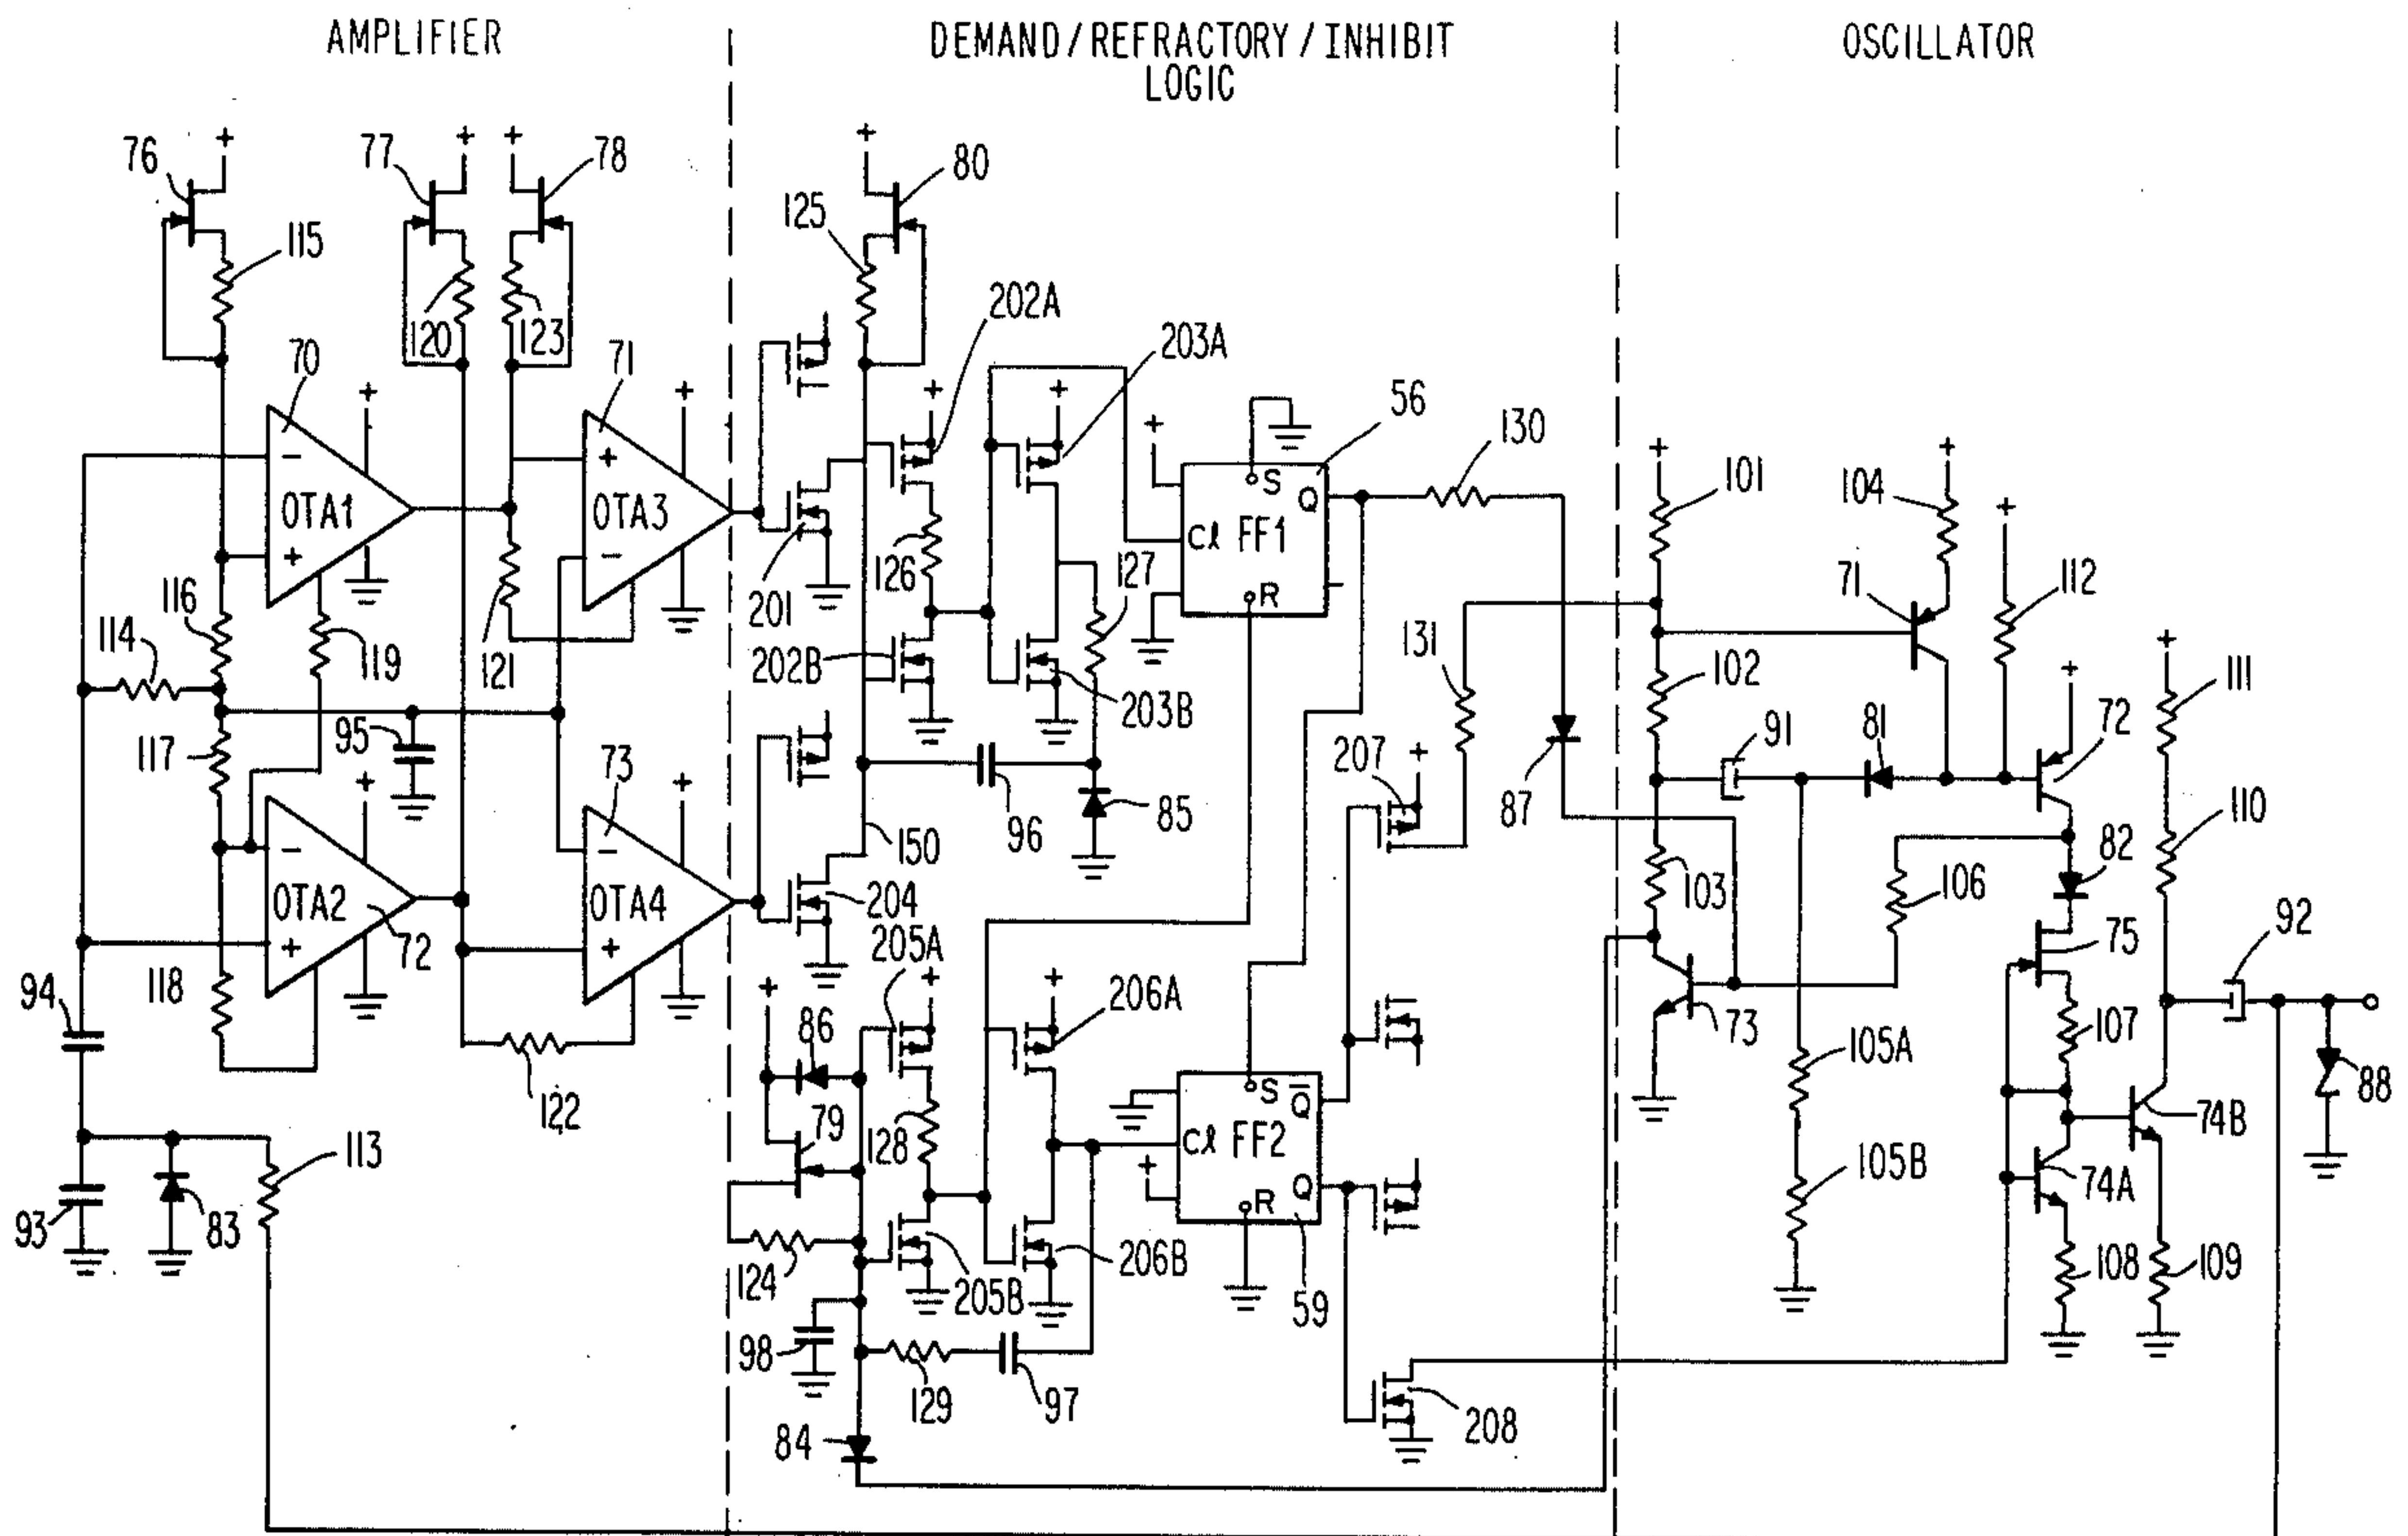 AMPLIFIER
DEMAND/REFRACTORY/INHIBIT
LOGIC
OSCILLATOR
+ + + +
76 77 78 80
115 125
120 123
202A
203A
70 71 56 130
+ + + + + +
− + S Q
OTA1 OTA3 Cl FF1
+ − R
101 104 + +
116 119 114 121
201 126 127 131
71 112
202B 203B
102 + +
117 95 207 +
91 81 72 111
+ 73 +
96 85 87
150 110
− −
OTA2 OTA4
72
+ +
204
103 106 82
205A 206A
75 92
94 118
+ + +
86 S Q̅
73 105A 107
122 79 128
Cl FF2
+ R Q
88
74B
113
93 83
105B 74A
124 205B 206B
59
108 109
98 129 97
208
84